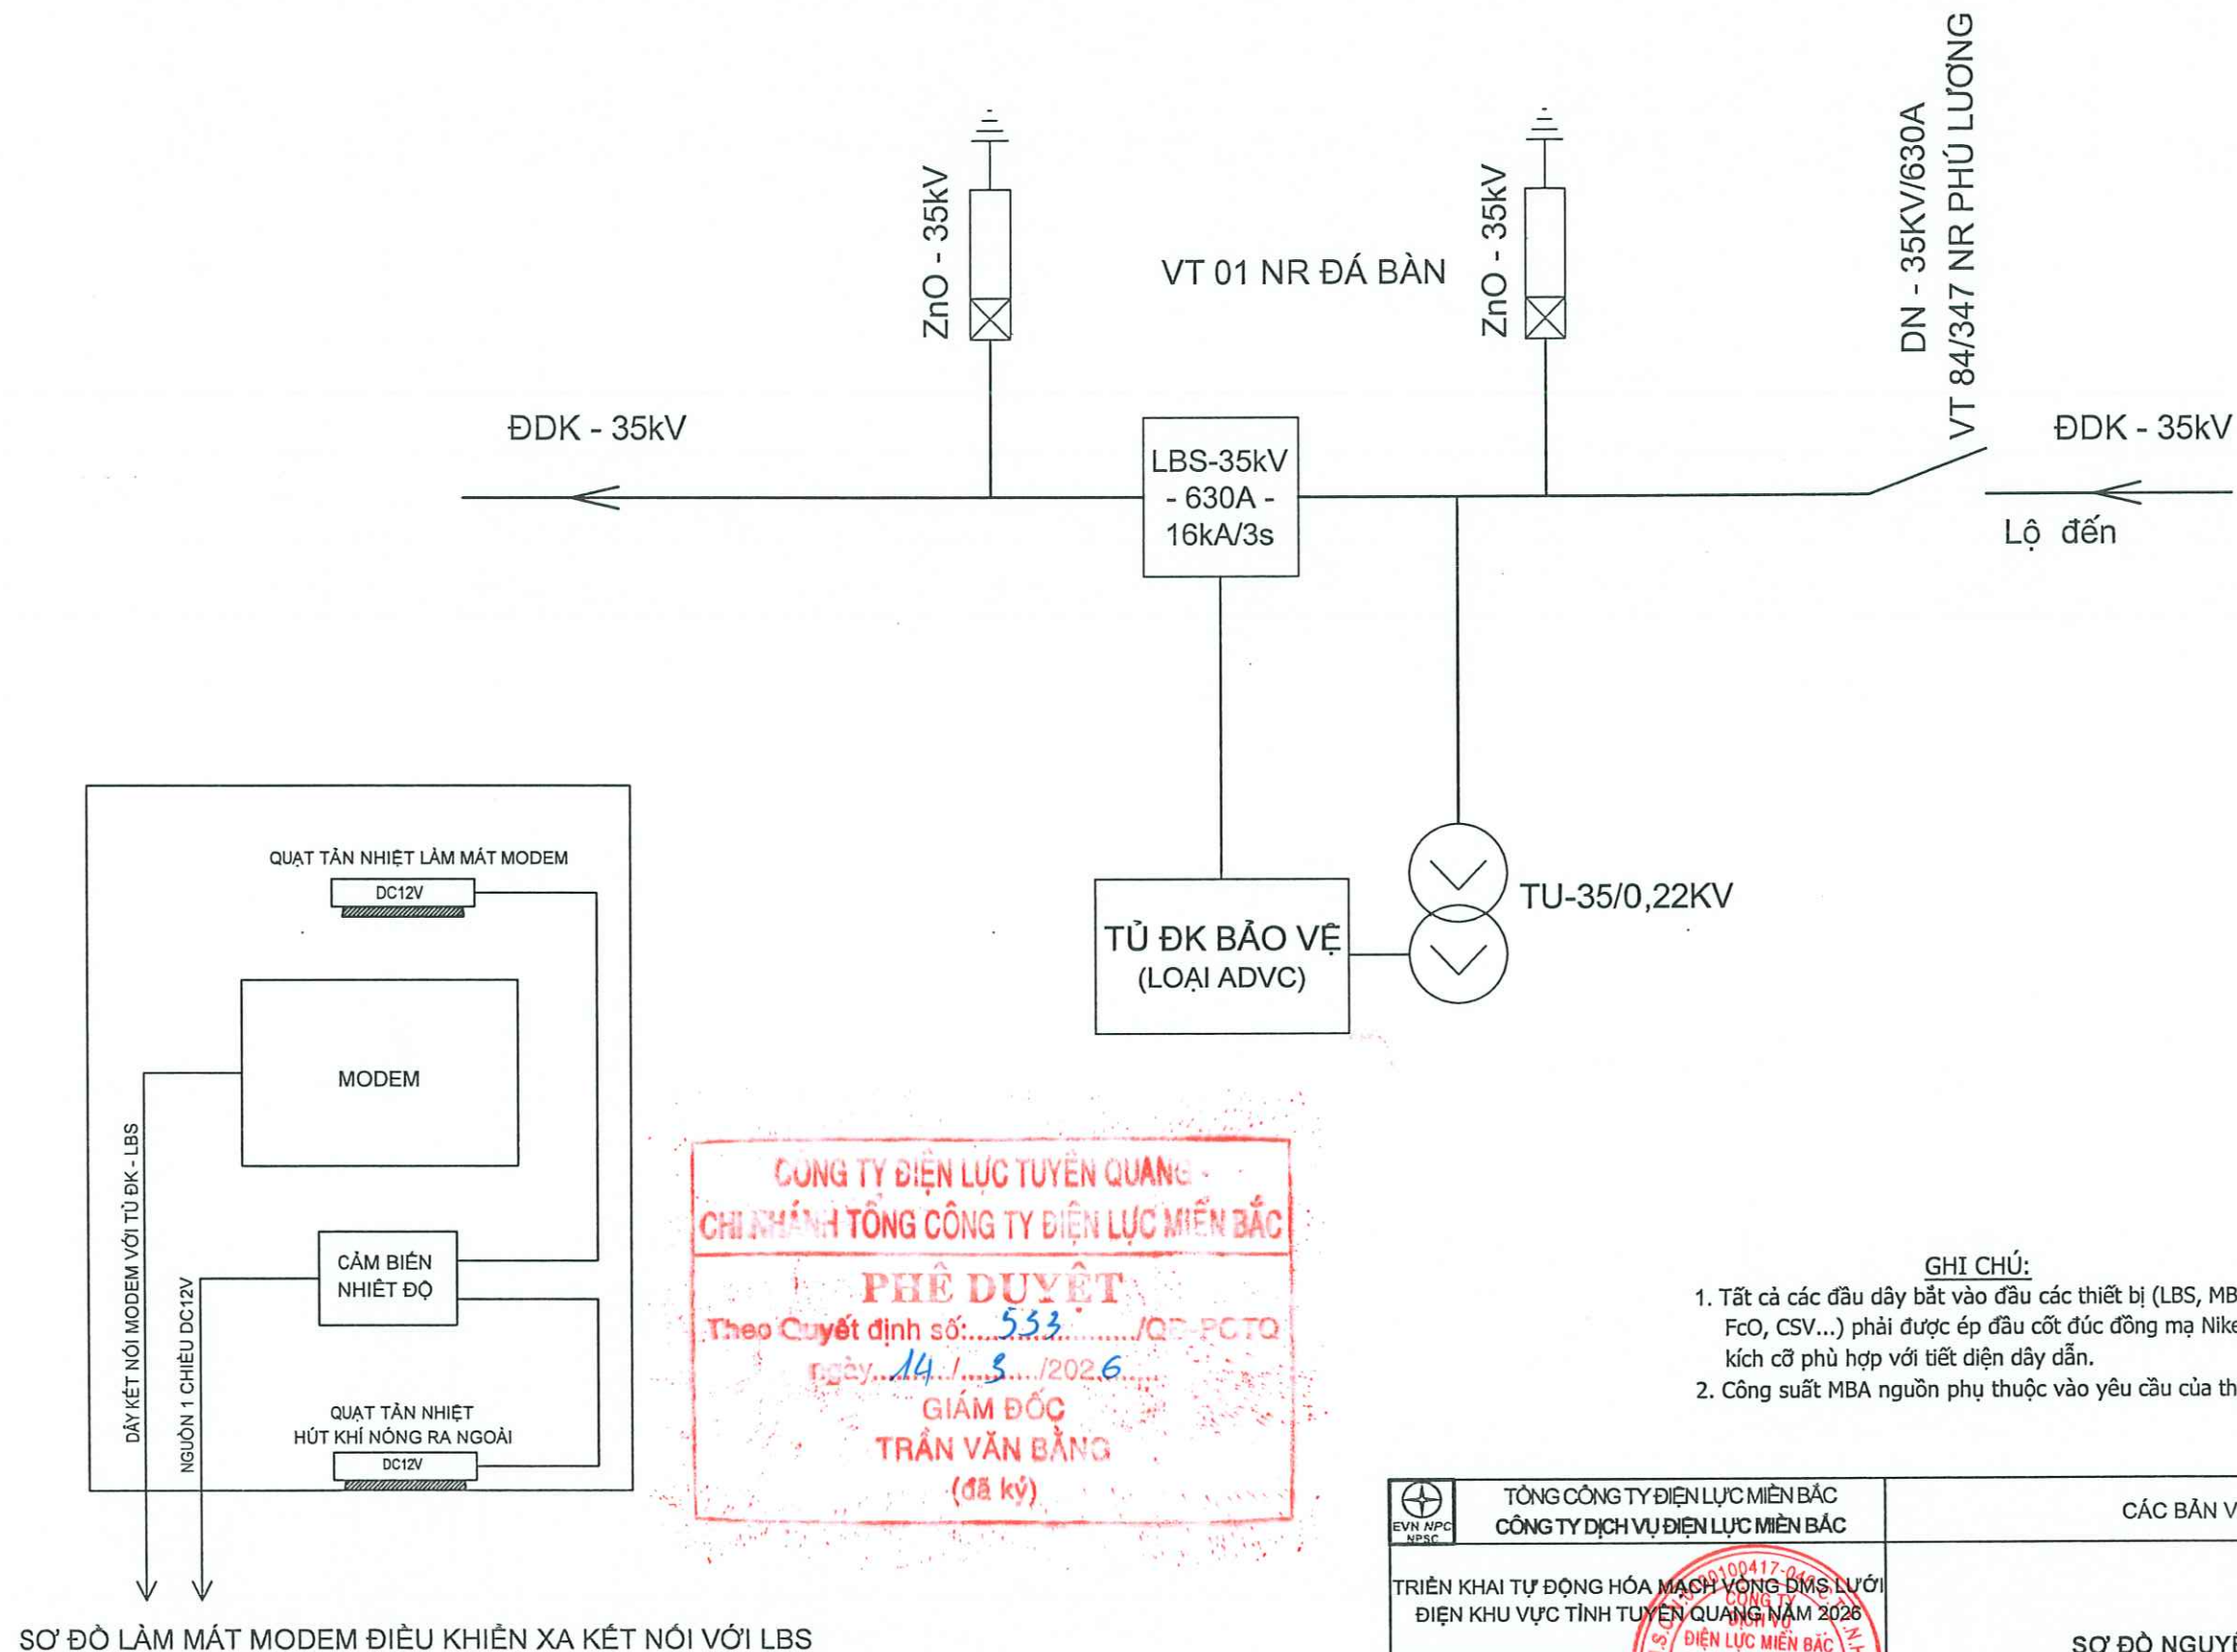 ZnO - 35kV
VT 01 NR ĐÁ BÀN
ZnO - 35kV
DN - 35KV/630A
VT 84/347 NR PHÚ LƯƠNG
ĐDK - 35kV
LBS-35kV
- 630A -
16kA/3s
ĐDK - 35kV
Lộ đến
TỦ ĐK BẢO VỆ
(LOẠI ADVC)
TU-35/0,22KV
QUẠT TẢN NHIỆT LÀM MÁT MODEM
DC12V
MODEM
DÂY KẾT NỐI MODEM VỚI TỦ ĐK - LBS
NGUỒN 1 CHIỀU DC12V
CẢM BIẾN
NHIỆT ĐỘ
QUẠT TẢN NHIỆT
HÚT KHÍ NÓNG RA NGOÀI
DC12V
SƠ ĐỒ LÀM MÁT MODEM ĐIỀU KHIỂN XA KẾT NỐI VỚI LBS
CÔNG TY ĐIỆN LỰC TUYÊN QUANG -
CHI NHÁNH TỔNG CÔNG TY ĐIỆN LỰC MIỀN BẮC
PHÊ DUYỆT
Theo Quyết định số:....533........../QĐ-PCTQ
ngày...14.../....3..../2026......
GIÁM ĐỐC
TRẦN VĂN BẰNG
(đã ký)
GHI CHÚ:
1. Tất cả các đầu dây bắt vào đầu các thiết bị (LBS, MB
FcO, CSV...) phải được ép đầu cốt đúc đồng mạ Nike
kích cỡ phù hợp với tiết diện dây dẫn.
2. Công suất MBA nguồn phụ thuộc vào yêu cầu của th
EVN NPC
NPSC
TỔNG CÔNG TY ĐIỆN LỰC MIỀN BẮC
CÔNG TY DỊCH VỤ ĐIỆN LỰC MIỀN BẮC
CÁC BẢN V
TRIỂN KHAI TỰ ĐỘNG HÓA MẠCH VÒNG DMS LƯỚI
ĐIỆN KHU VỰC TỈNH TUYÊN QUANG NĂM 2026
CÔNG TY
DỊCH VỤ
ĐIỆN LỰC MIỀN BẮC
SƠ ĐỒ NGUYÊ